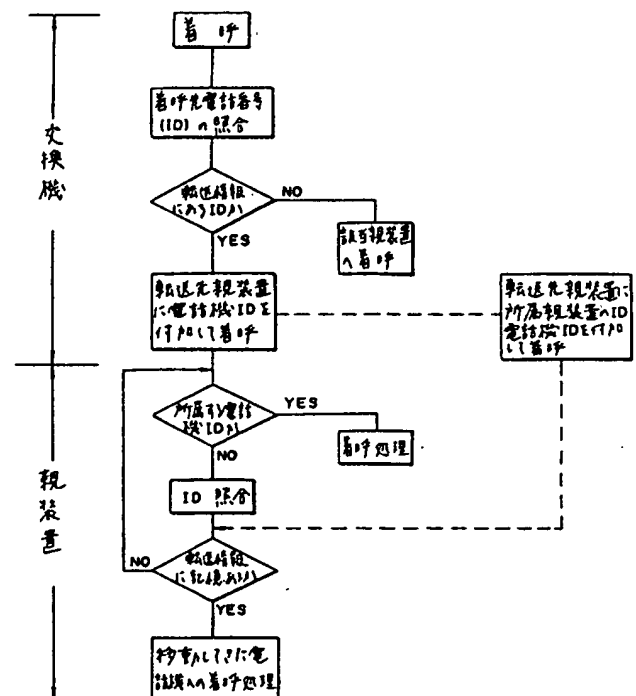 着呼
着呼先電話番号
(ID)の照合
交換機
転送情報
にあるIDか
NO
YES
該当親装置
へ着呼
転送先親装置
に電話機IDを
付加して着呼
転送先親装置に
所属親装置のID
電話機IDを付加
して着呼
所属する電話
機IDか
YES
着呼処理
NO
ID 照合
親装置
転送情報
に記憶あるか
NO
YES
移動してきた電
話機への着呼処理